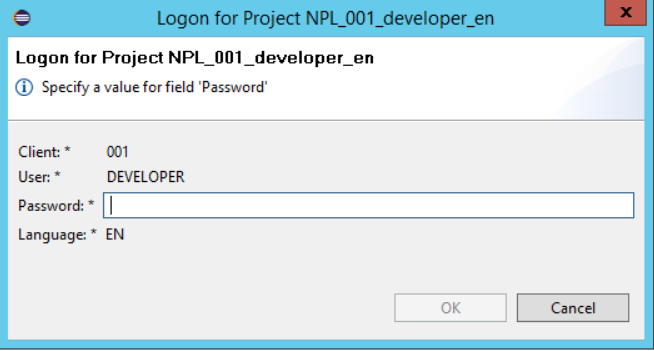 Logon for Project NPL_001_developer_en
x
Logon for Project NPL_001_developer_en
Specify a value for field 'Password'
Client: * 001
User: * DEVELOPER
Password: *
Language: * EN
OK Cancel